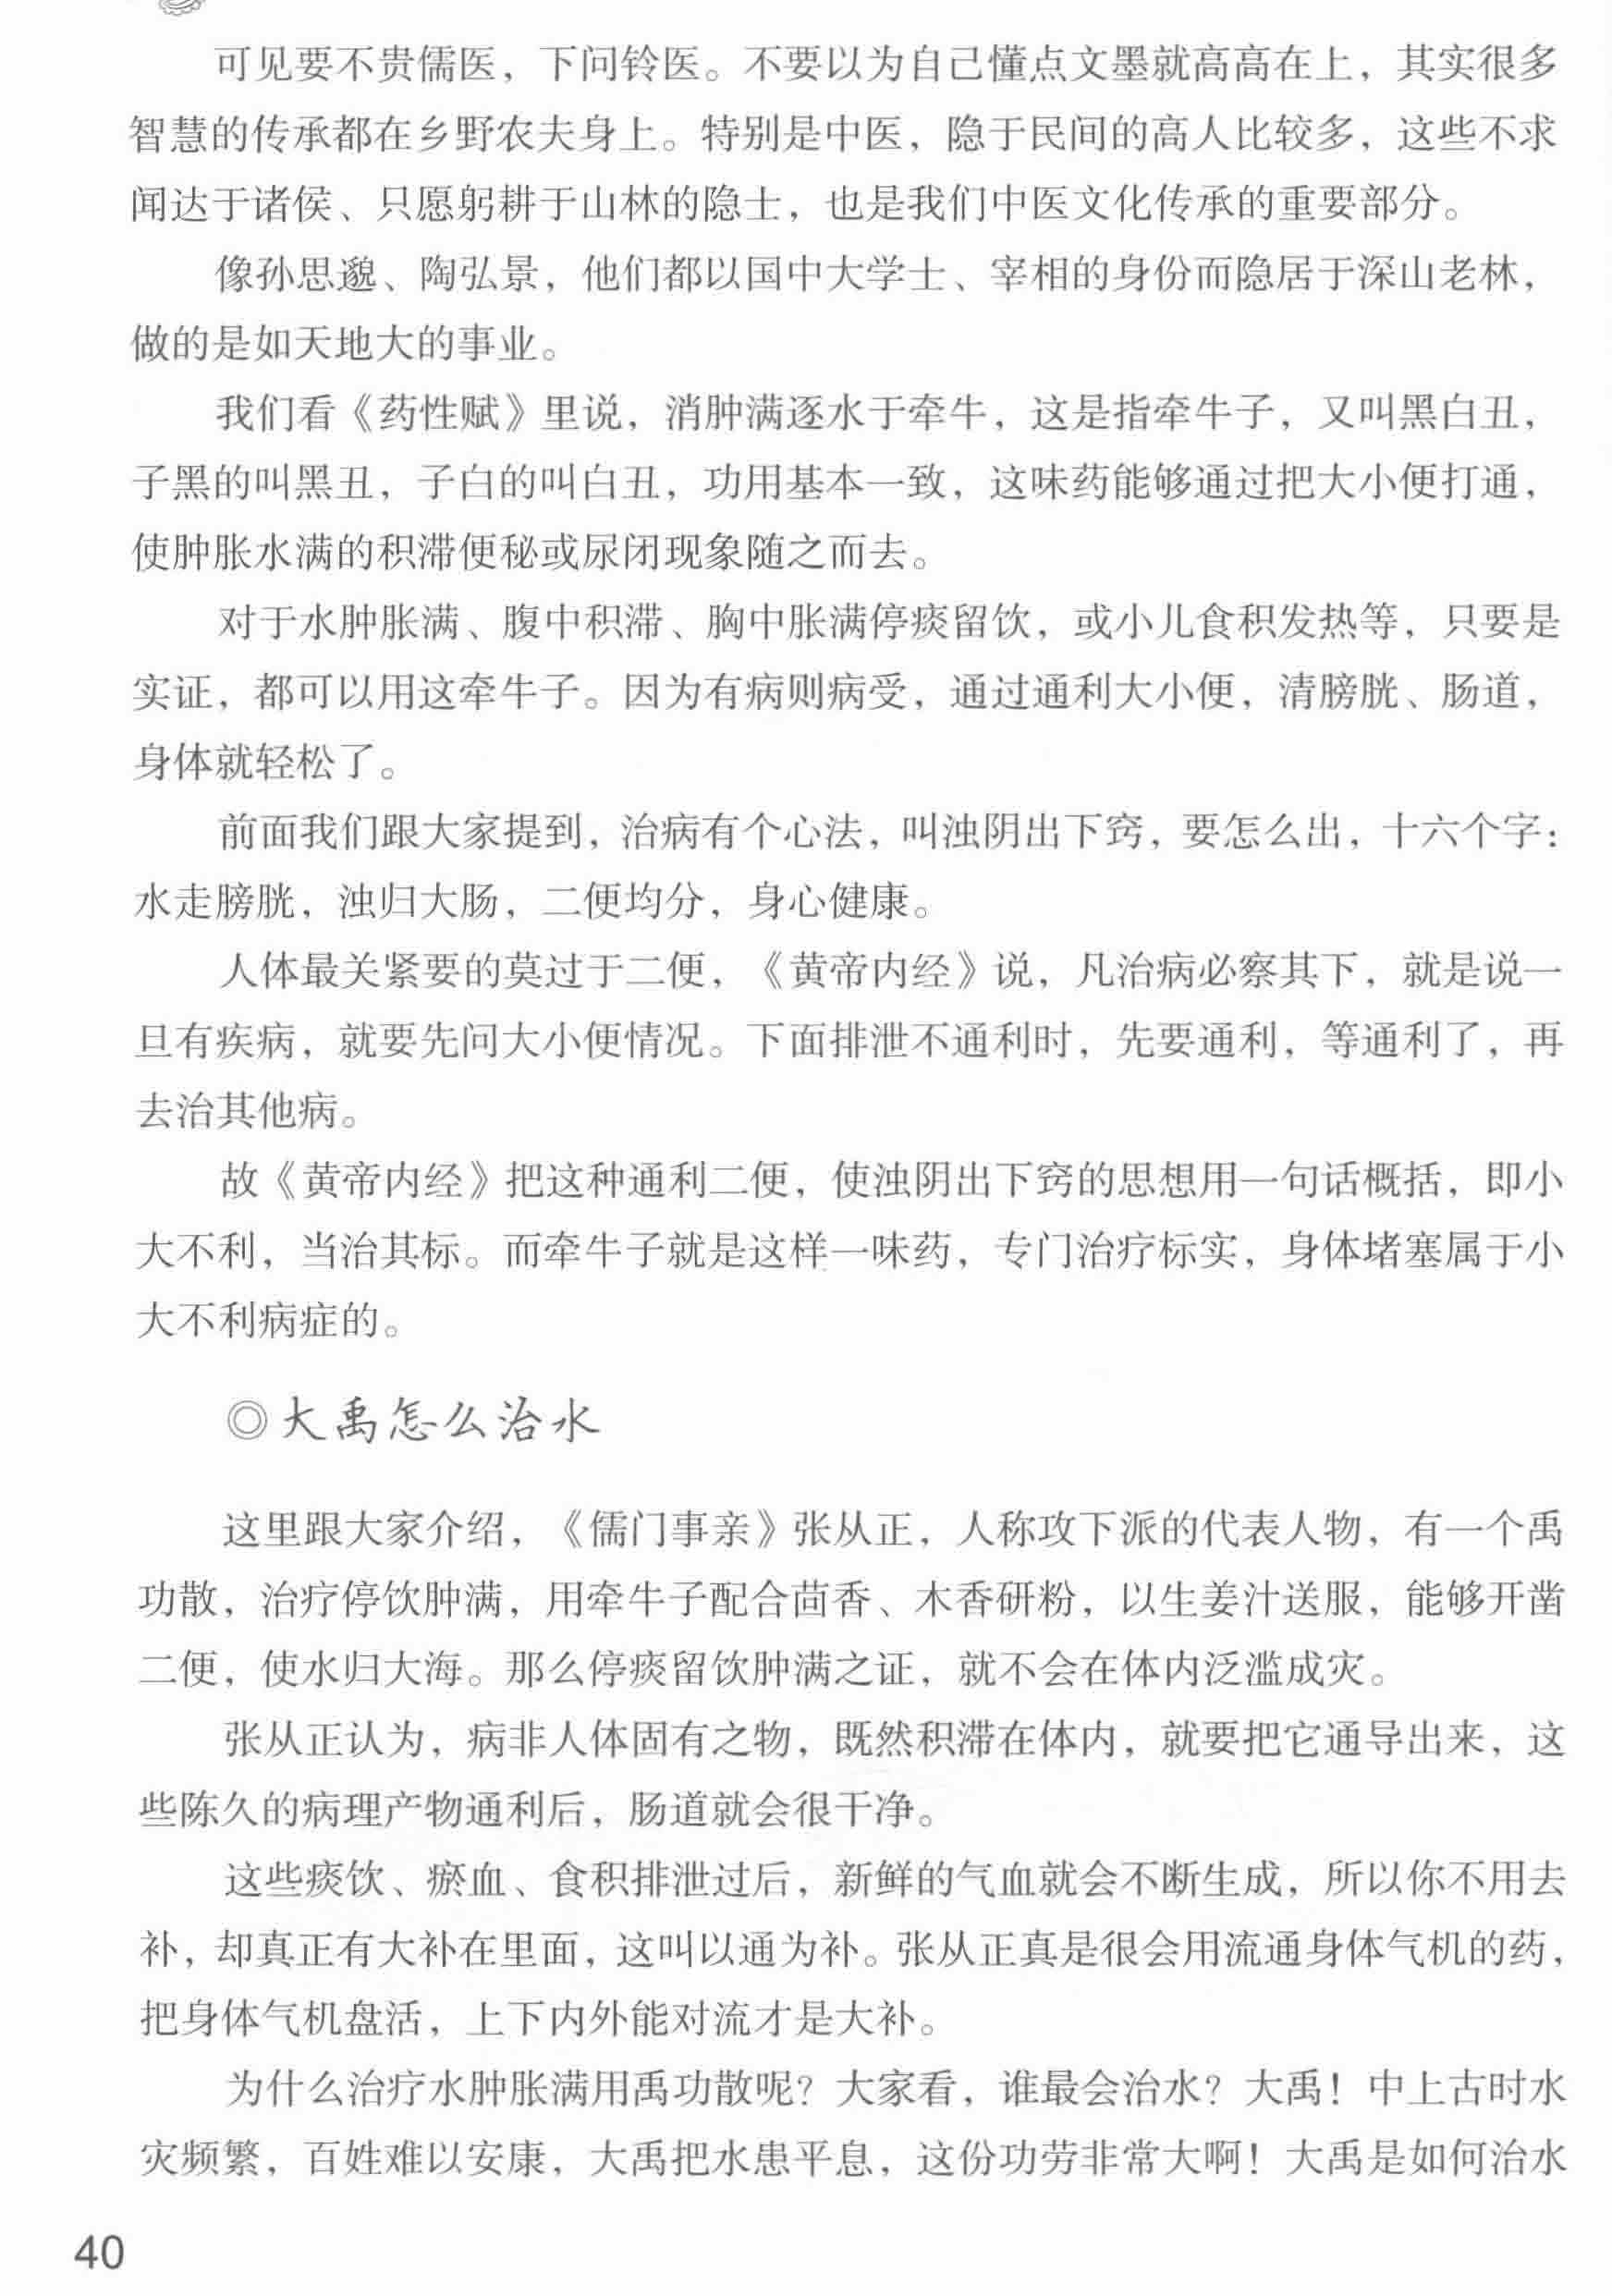 可见要不贵儒医，下问铃医。不要以为自己懂点文墨就高高在上，其实很多
智慧的传承都在乡野农夫身上。特别是中医，隐于民间的高人比较多，这些不求
闻达于诸侯、只愿躬耕于山林的隐士，也是我们中医文化传承的重要部分。
像孙思邈、陶弘景，他们都以国中大学士、宰相的身份而隐居于深山老林，
做的是如天地大的事业。
我们看《药性赋》里说，消肿满逐水于牵牛，这是指牵牛子，又叫黑白丑，
子黑的叫黑丑，子白的叫白丑，功用基本一致，这味药能够通过把大小便打通，
使肿胀水满的积滞便秘或尿闭现象随之而去。
对于水肿胀满、腹中积滞、胸中胀满停痰留饮，或小儿食积发热等，只要是
实证，都可以用这牵牛子。因为有病则病受，通过通利大小便，清膀胱、肠道，
身体就轻松了。
前面我们跟大家提到，治病有个心法，叫浊阴出下窍，要怎么出，十六个字：
水走膀胱，浊归大肠，二便均分，身心健康。
人体最关紧要的莫过于二便，《黄帝内经》说，凡治病必察其下，就是说一
旦有疾病，就要先问大小便情况。下面排泄不通利时，先要通利，等通利了，再
去治其他病。
故《黄帝内经》把这种通利二便，使浊阴出下窍的思想用一句话概括，即小
大不利，当治其标。而牵牛子就是这样一味药，专门治疗标实，身体堵塞属于小
大不利病症的。
◎大禹怎么治水
这里跟大家介绍，《儒门事亲》张从正，人称攻下派的代表人物，有一个禹
功散，治疗停饮肿满，用牵牛子配合茴香、木香研粉，以生姜汁送服，能够开凿
二便，使水归大海。那么停痰留饮肿满之证，就不会在体内泛滥成灾。
张从正认为，病非人体固有之物，既然积滞在体内，就要把它通导出来，这
些陈久的病理产物通利后，肠道就会很干净。
这些痰饮、瘀血、食积排泄过后，新鲜的气血就会不断生成，所以你不用去
补，却真正有大补在里面，这叫以通为补。张从正真是很会用流通身体气机的药，
把身体气机盘活，上下内外能对流才是大补。
为什么治疗水肿胀满用禹功散呢？大家看，谁最会治水？大禹！中上古时水
灾频繁，百姓难以安康，大禹把水患平息，这份功劳非常大啊！大禹是如何治水
40